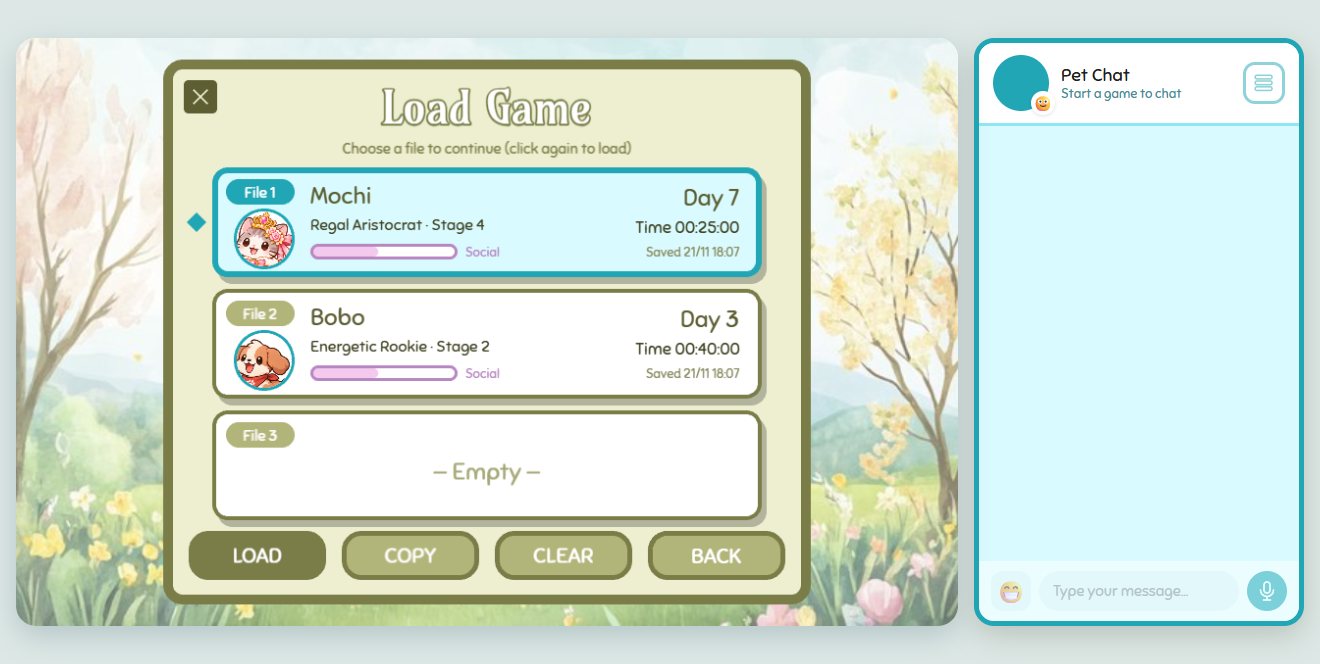 Load Game
Choose a file to continue (click again to load)
File 1
Mochi
Regal Aristocrat · Stage 4
Social
Day 7
Time 00:25:00
Saved 21/11 18:07
File 2
Bobo
Energetic Rookie · Stage 2
Social
Day 3
Time 00:40:00
Saved 21/11 18:07
File 3
– Empty –
LOAD
COPY
CLEAR
BACK
Pet Chat
Start a game to chat
Type your message...